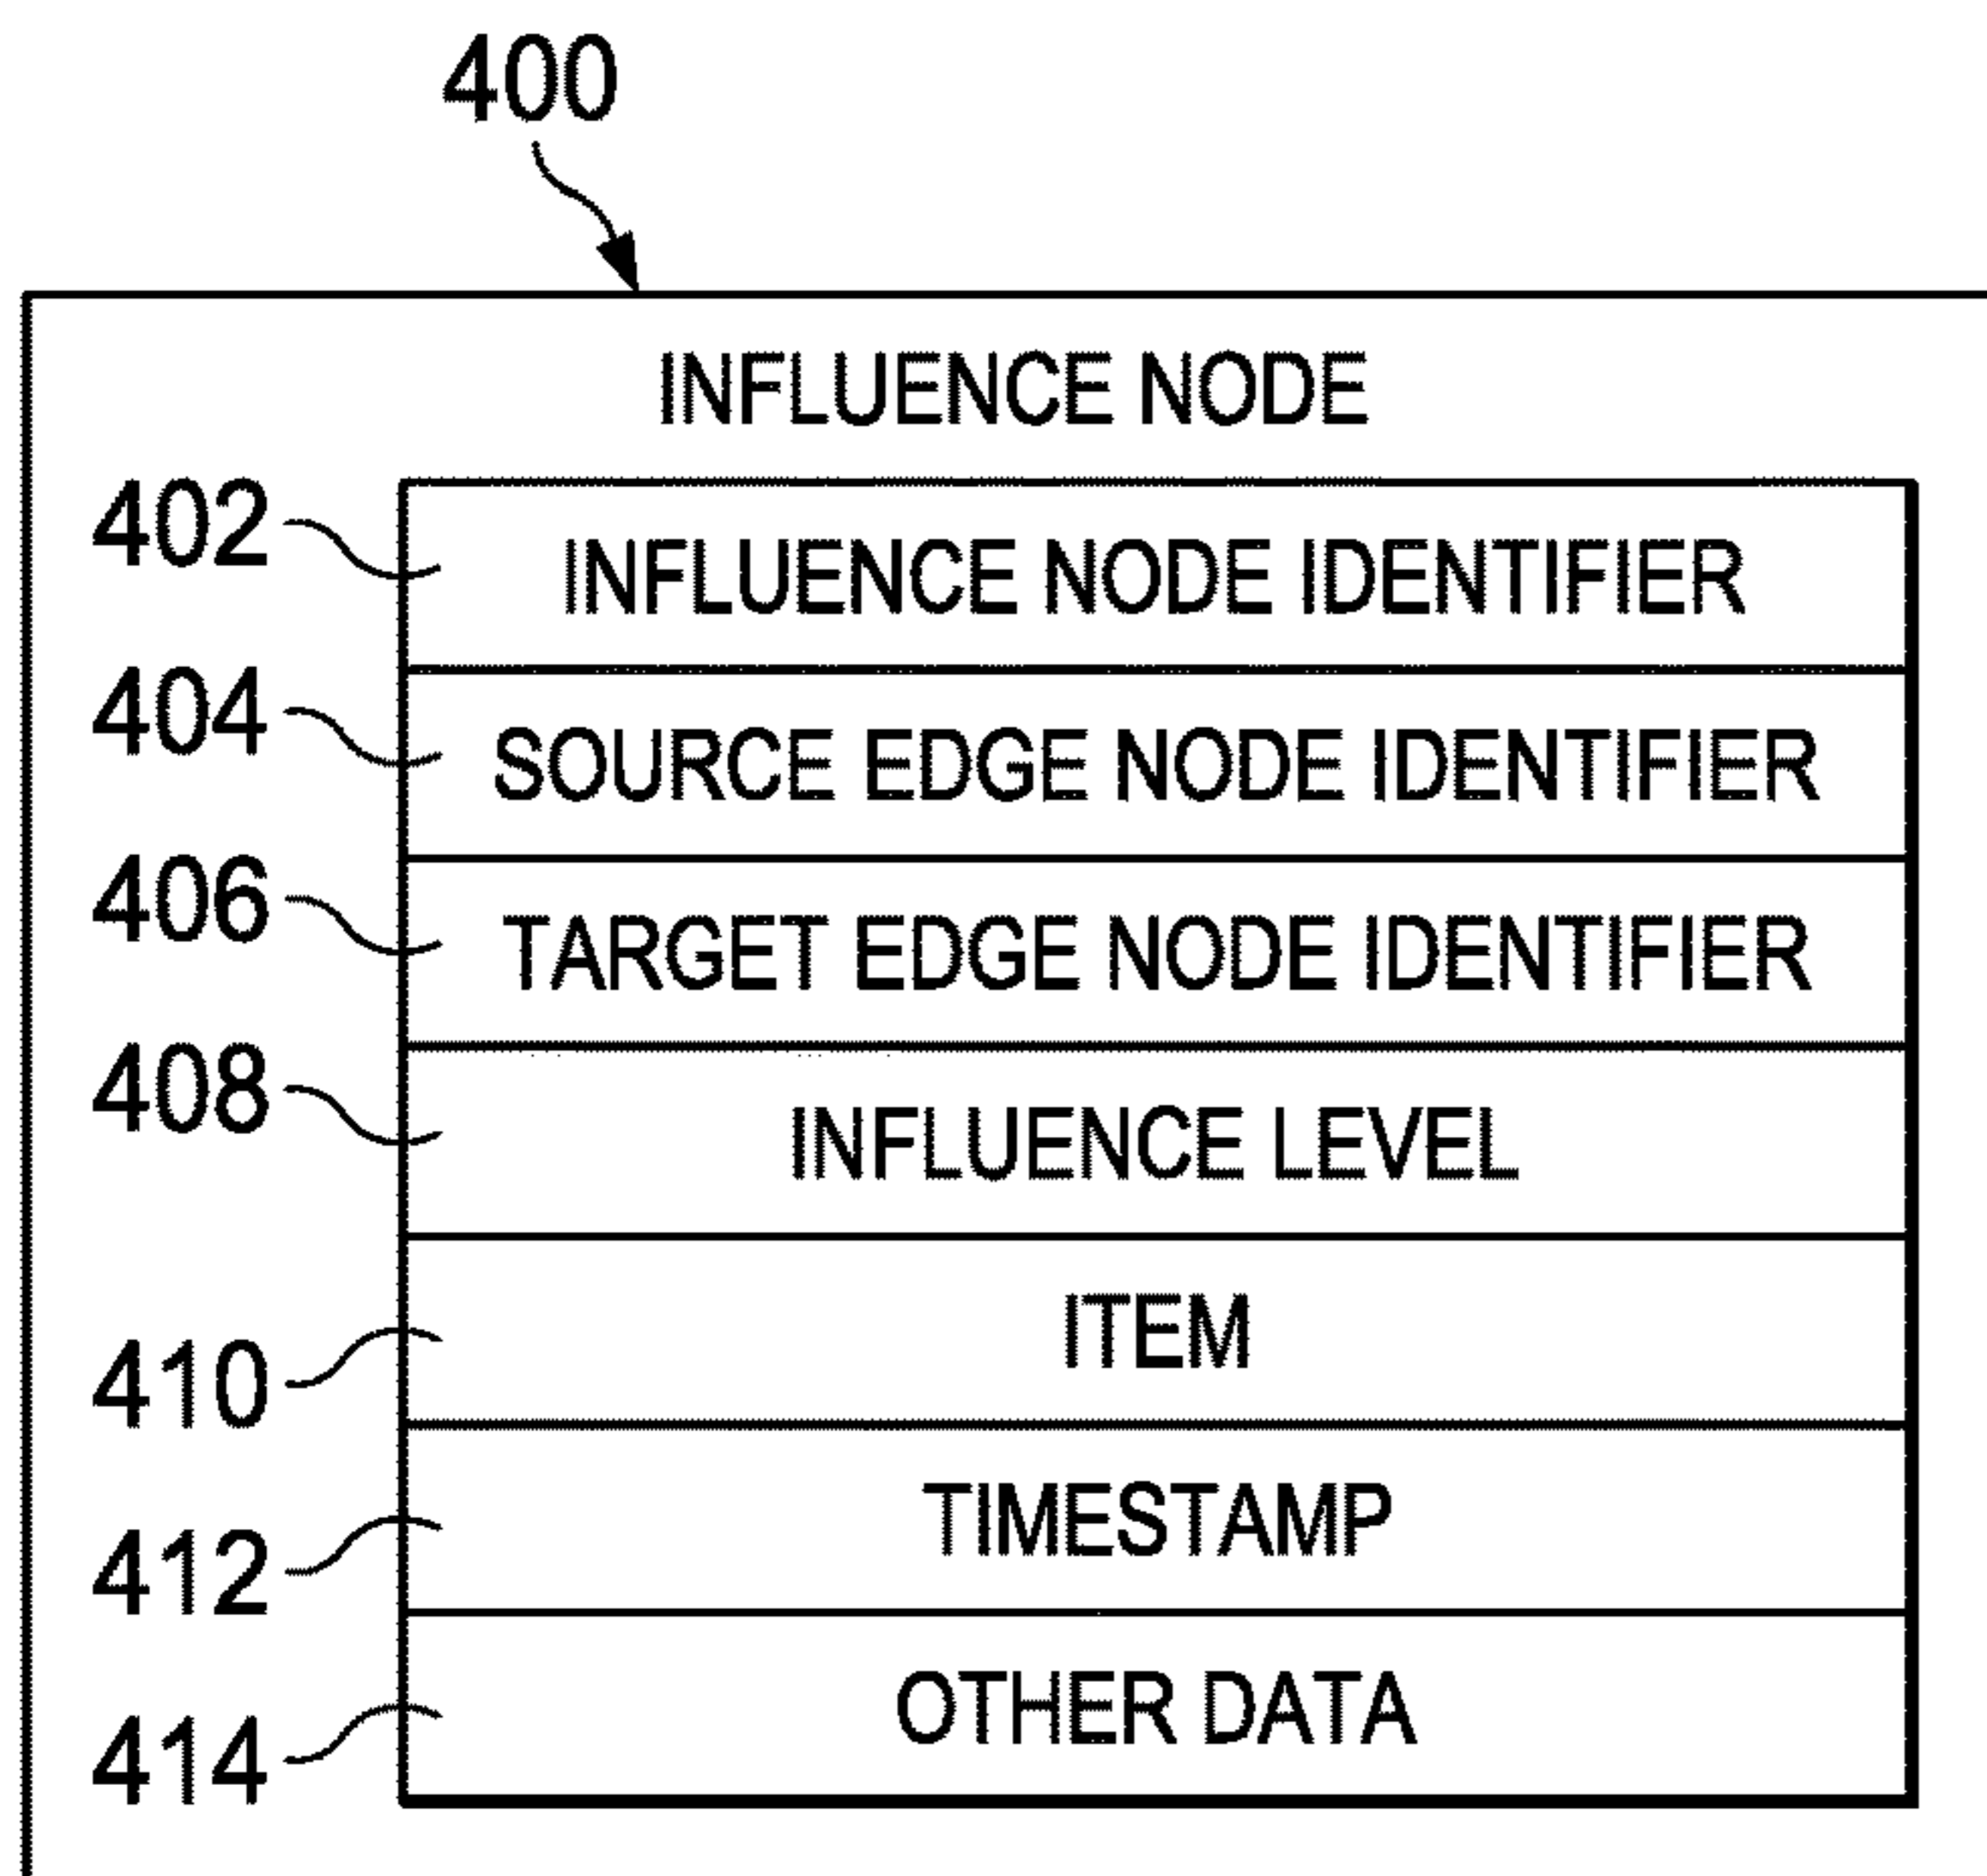 400
INFLUENCE NODE
402 INFLUENCE NODE IDENTIFIER
404 SOURCE EDGE NODE IDENTIFIER
406 TARGET EDGE NODE IDENTIFIER
408 INFLUENCE LEVEL
410 ITEM
412 TIMESTAMP
414 OTHER DATA